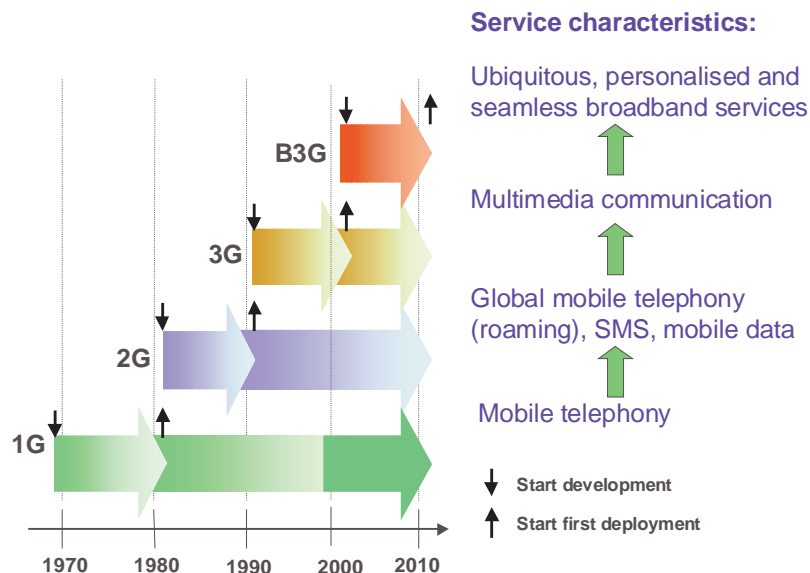 Service characteristics:
Ubiquitous, personalised and
seamless broadband services
B3G
Multimedia communication
3G
Global mobile telephony
(roaming), SMS, mobile data
2G
Mobile telephony
1G
Start development
Start first deployment
1970 1980 1990 2000 2010